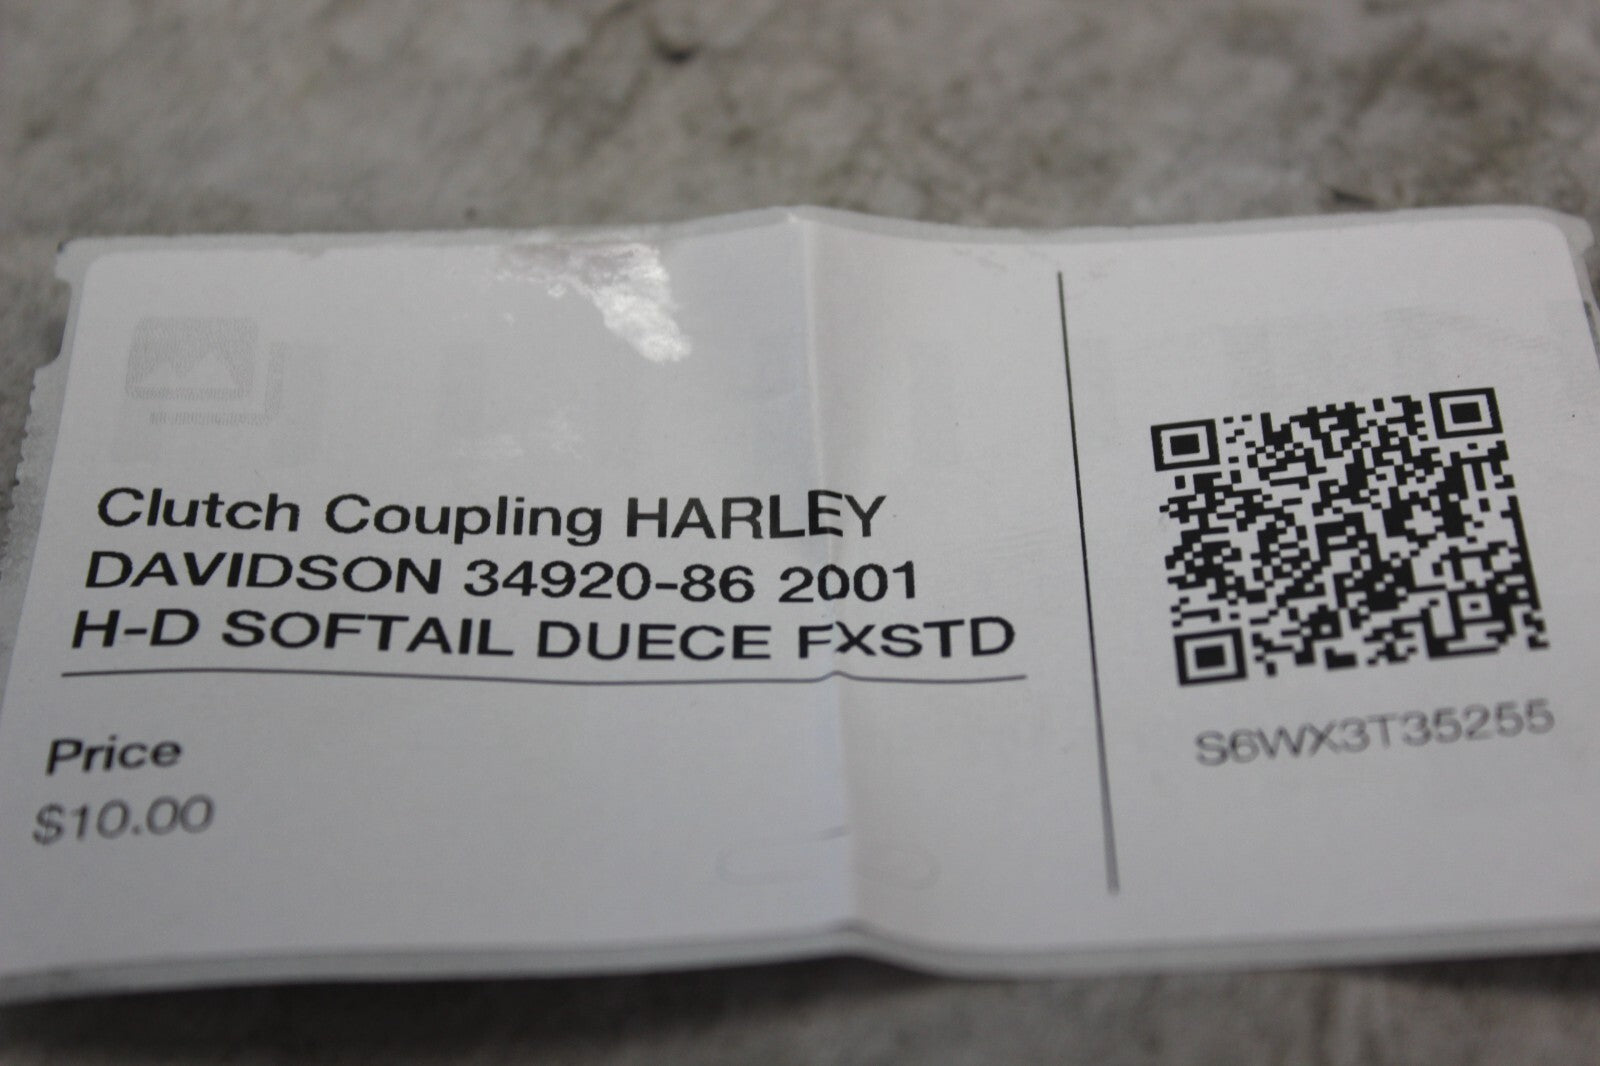 Clutch Coupling HARLEY
DAVIDSON 34920-86 2001
H-D SOFTAIL DUECE FXSTD
Price
$10.00
S6WX3T35255